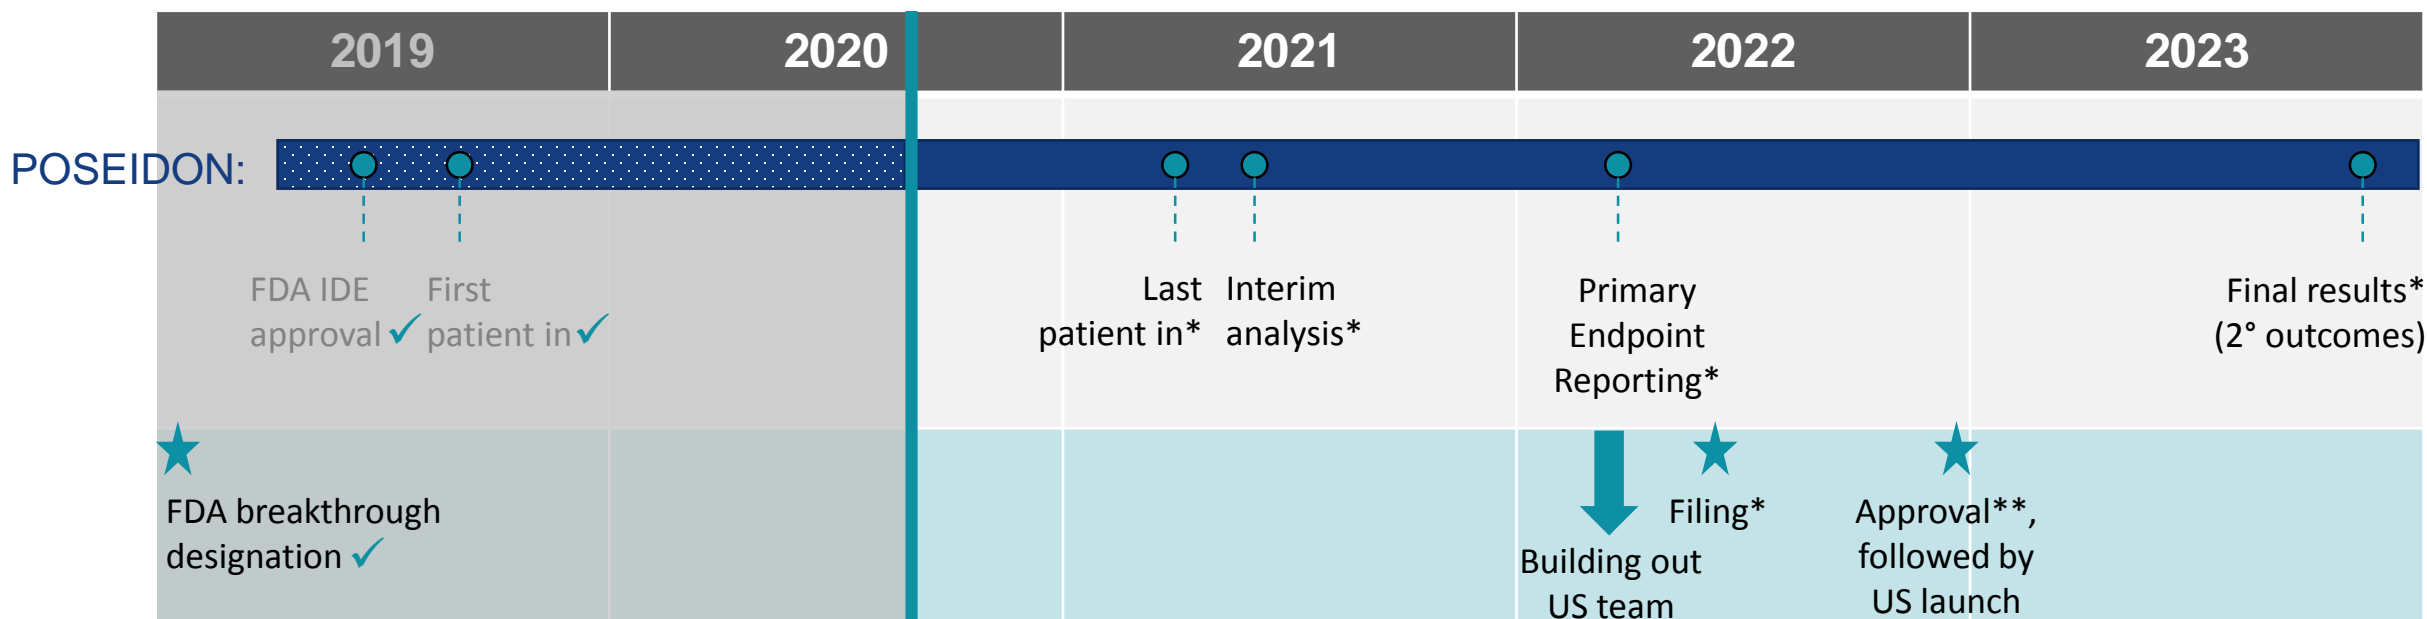 2019 2020 2021 2022 2023
POSEIDON:
FDA IDE
approval ✓
First
patient in ✓
Last
patient in*
Interim
analysis*
Primary
Endpoint
Reporting*
Final results*
(2° outcomes)
FDA breakthrough
designation ✓
Building out
US team
Filing*
Approval**,
followed by
US launch